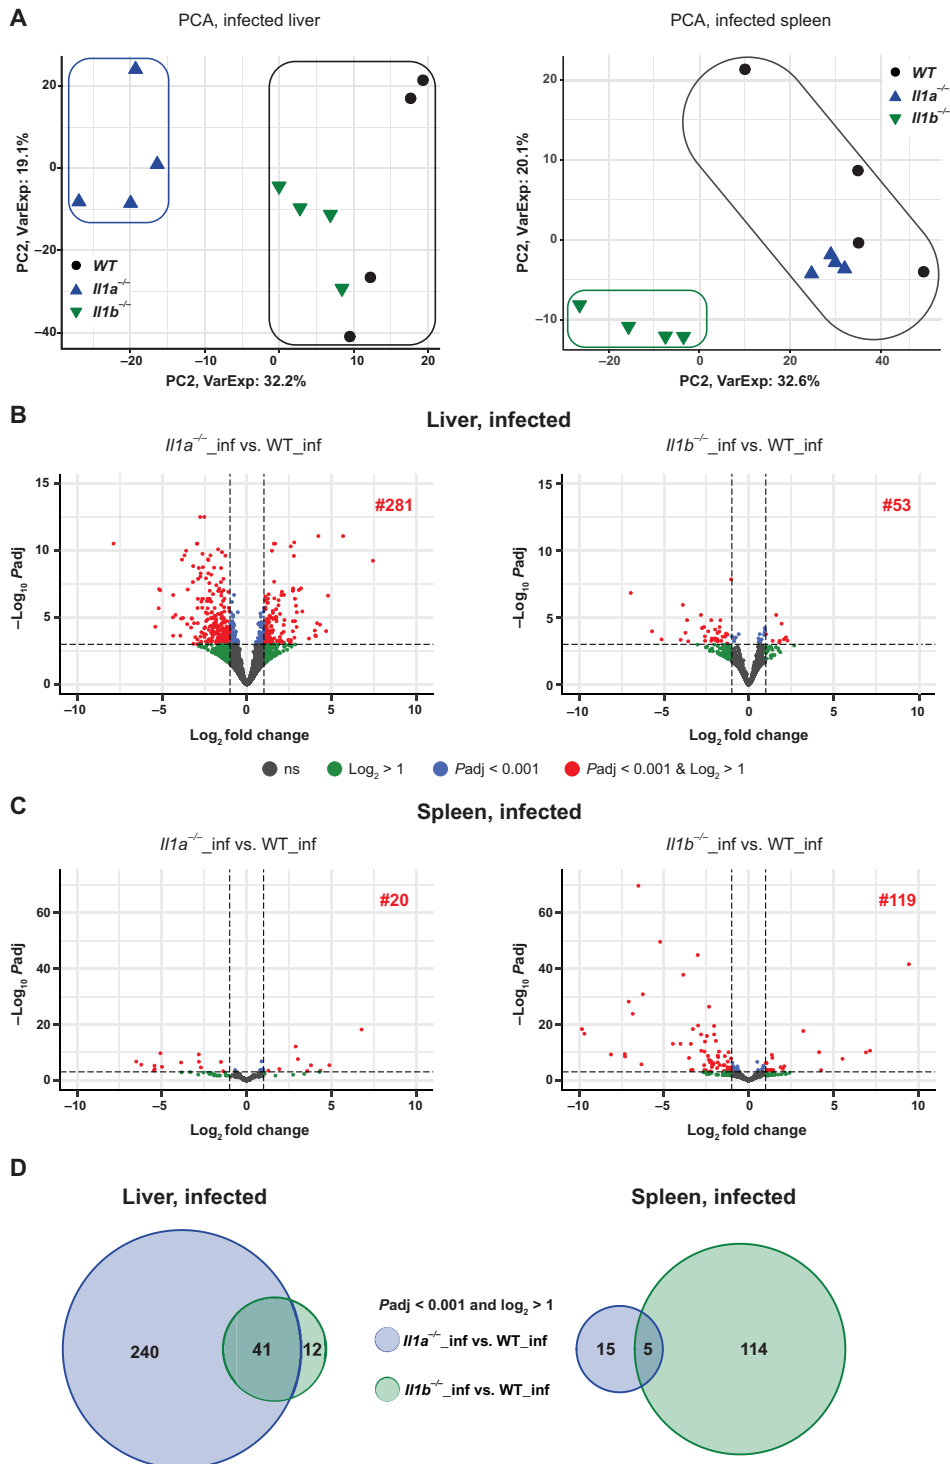 A
PCA, infected liver
PCA, infected spleen
PC2, VarExp: 19.1%
20
0
−20
−40
WT
Il1a−/−
Il1b−/−
−20
−10
0
10
20
PC2, VarExp: 32.2%
PC2, VarExp: 20.1%
20
10
0
−10
WT
Il1a−/−
Il1b−/−
−20
0
20
40
PC2, VarExp: 32.6%
B
Liver, infected
Il1a−/−_inf vs. WT_inf
Il1b−/−_inf vs. WT_inf
−Log10 Padj
15
10
5
0
#281
−10
−5
0
5
10
Log2 fold change
−Log10 Padj
15
10
5
0
#53
−10
−5
0
5
10
Log2 fold change
ns
Log2 > 1
Padj < 0.001
Padj < 0.001 & Log2 > 1
C
Spleen, infected
Il1a−/−_inf vs. WT_inf
Il1b−/−_inf vs. WT_inf
−Log10 Padj
60
40
20
0
#20
−10
−5
0
5
10
Log2 fold change
−Log10 Padj
60
40
20
0
#119
−10
−5
0
5
10
Log2 fold change
D
Liver, infected
Spleen, infected
240
41
12
Padj < 0.001 and log2 > 1
Il1a−/−_inf vs. WT_inf
Il1b−/−_inf vs. WT_inf
15
5
114